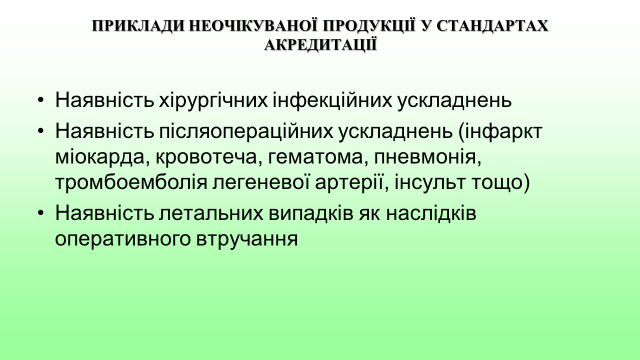 ПРИКЛАДИ НЕОЧІКУВАНОЇ ПРОДУКЦІЇ У СТАНДАРТАХ
АКРЕДИТАЦІЇ
• Наявність хірургічних інфекційних ускладнень
• Наявність післяопераційних ускладнень (інфаркт
міокарда, кровотеча, гематома, пневмонія,
тромбоемболія легеневої артерії, інсульт тощо)
• Наявність летальних випадків як наслідків
оперативного втручання